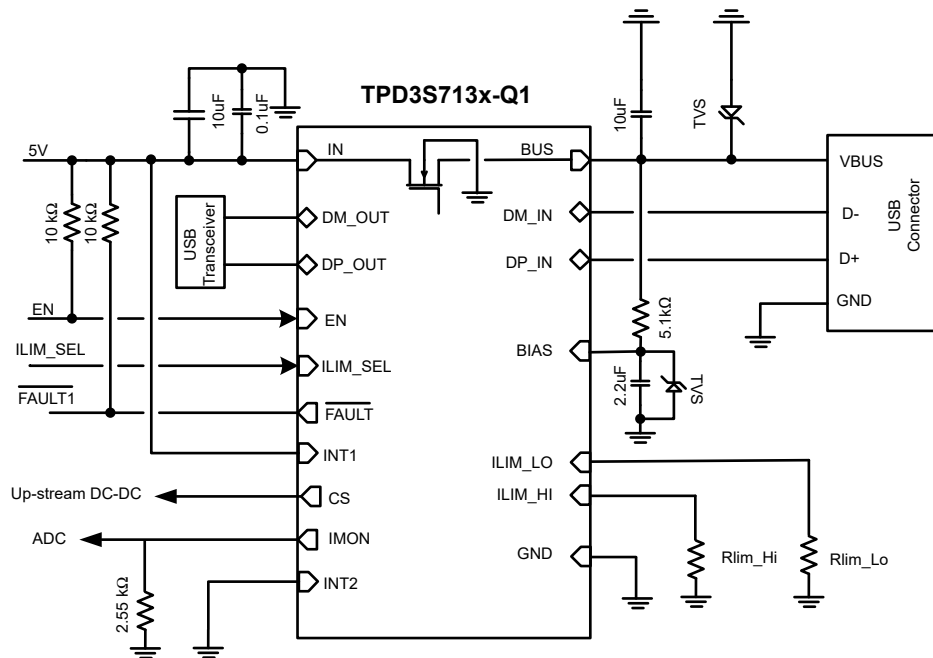 10uF
0.1uF
TPD3S713x-Q1
10uF
TVS
5V
IN
BUS
VBUS
10 kΩ
10 kΩ
USB
Transceiver
DM_OUT
DM_IN
D-
USB
Connector
DP_OUT
DP_IN
D+
EN
EN
GND
5.1kΩ
ILIM_SEL
ILIM_SEL
BIAS
2.2uF
TVS
FAULT1
FAULT
INT1
ILIM_LO
Up-stream DC-DC
CS
ILIM_HI
ADC
IMON
GND
Rlim_Hi
Rlim_Lo
2.55 kΩ
INT2